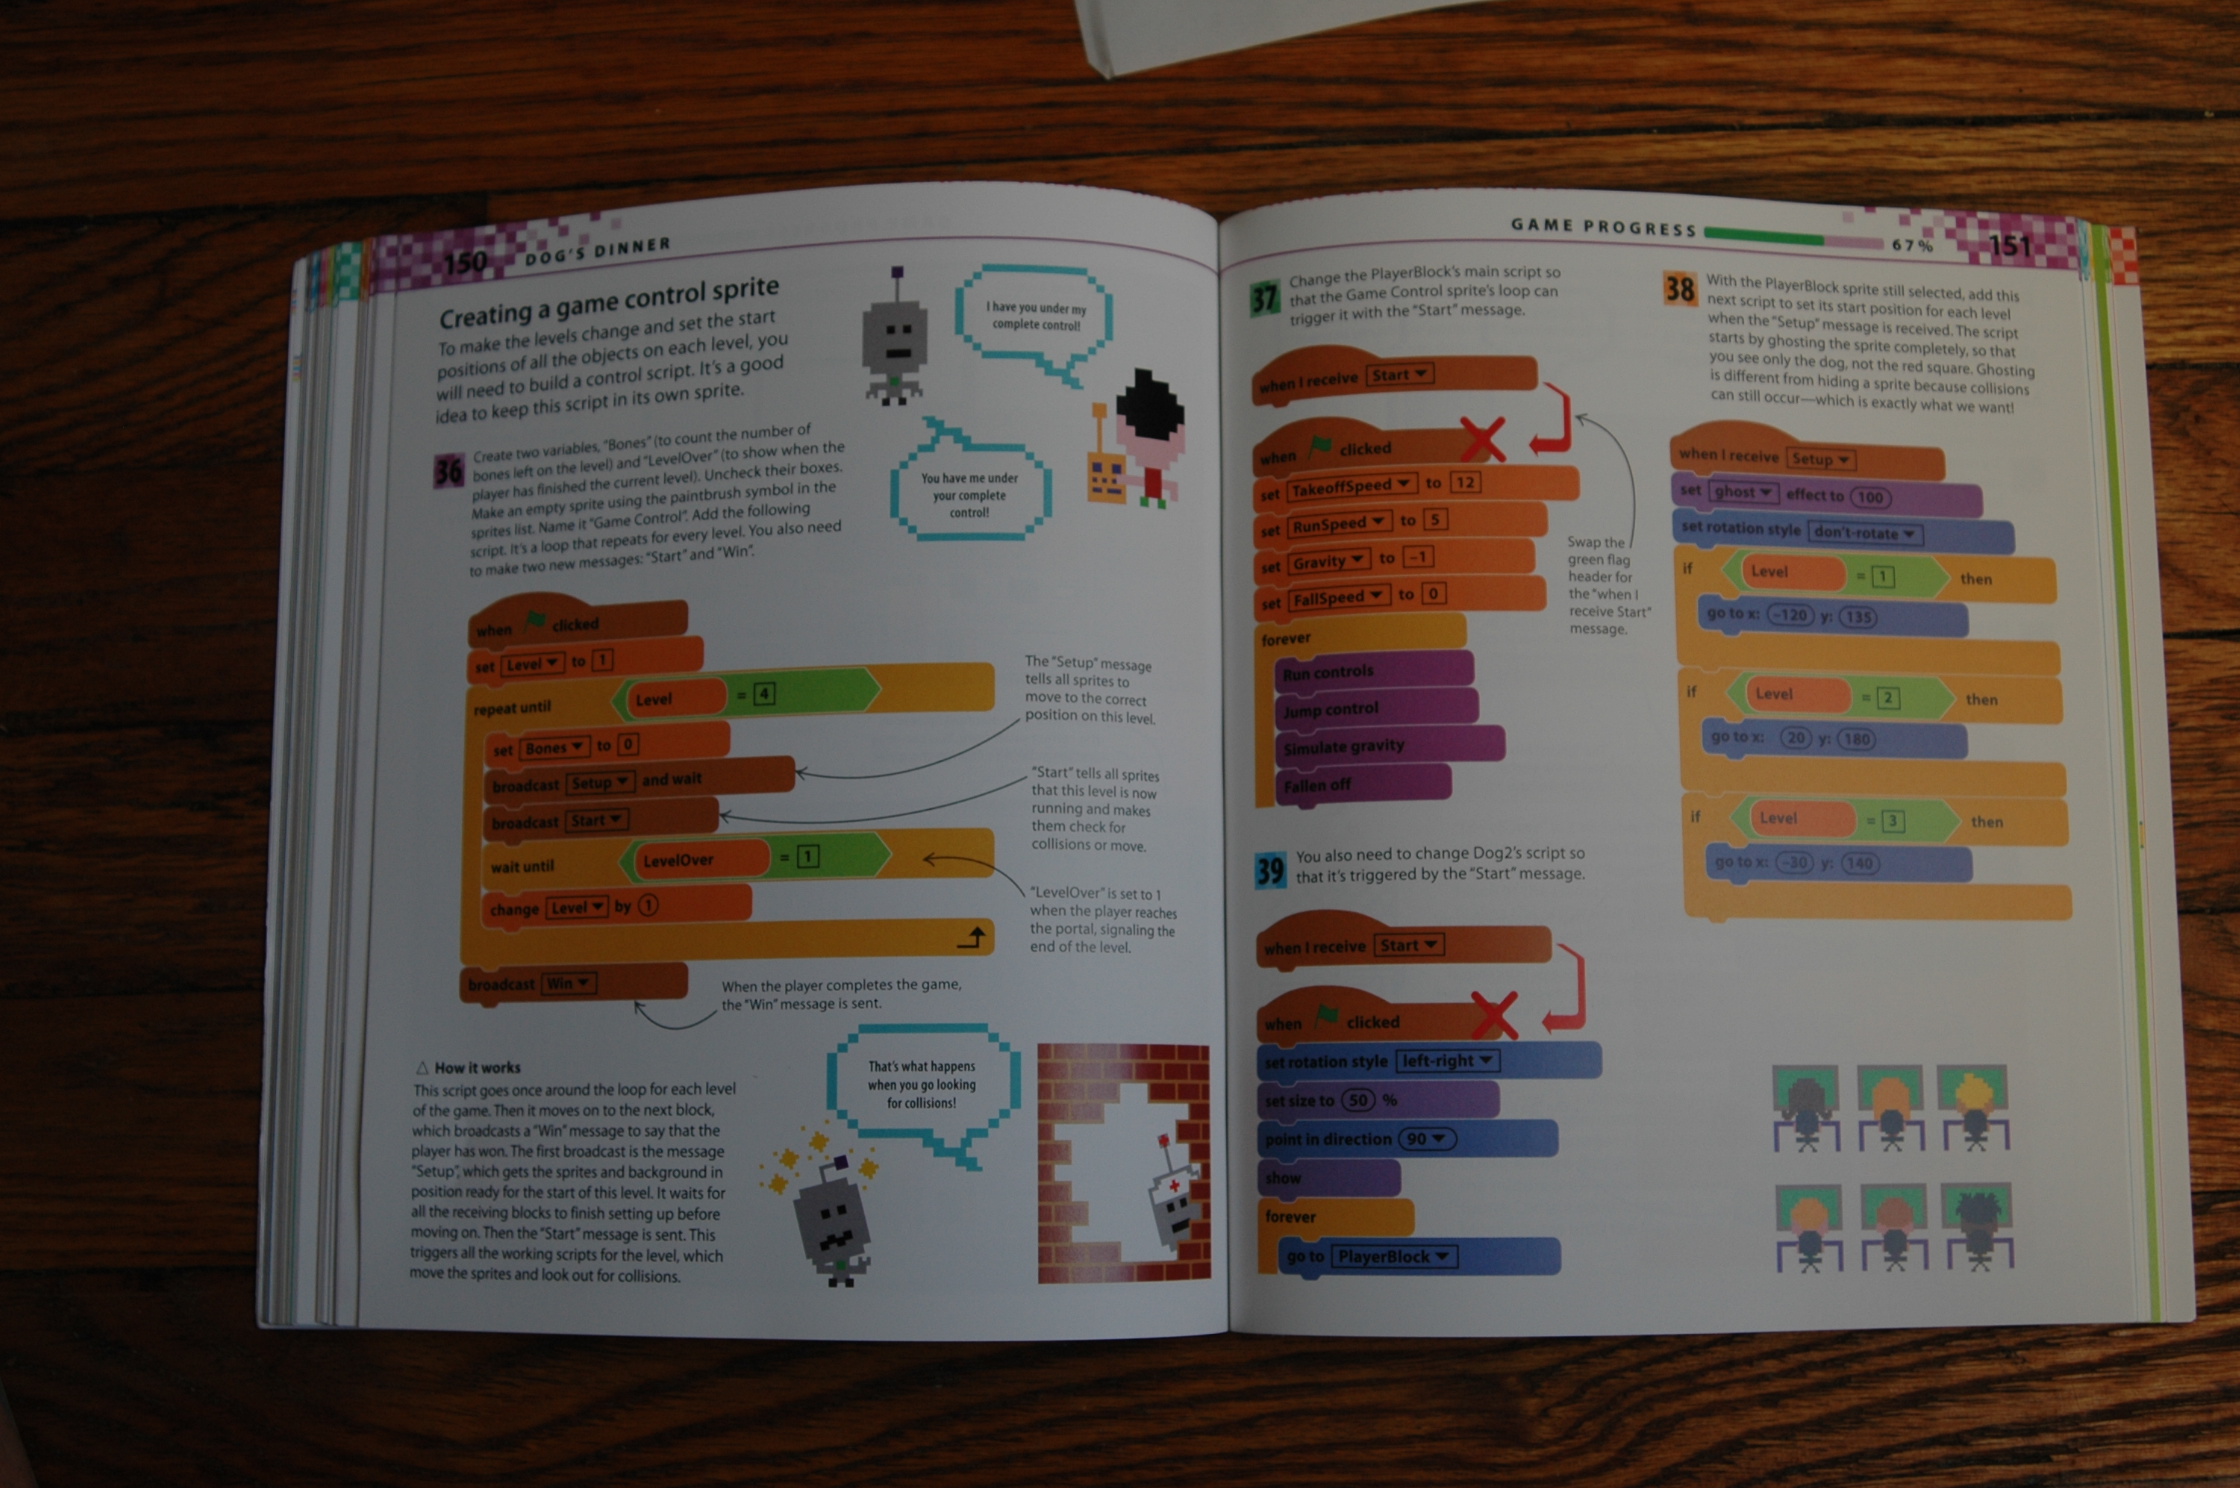 150 DOG'S DINNER
Creating a game control sprite
To make the levels change and set the start
positions of all the objects on each level, you
will need to build a control script. It's a good
idea to keep this script in its own sprite.
I have you under my
complete control!
You have me under
your complete
control!
36 Create two variables, "Bones" (to count the number of
bones left on the level) and "LevelOver" (to show when the
player has finished the current level). Uncheck their boxes.
Make an empty sprite using the paintbrush symbol in the
sprites list. Name it "Game Control". Add the following
script. It's a loop that repeats for every level. You also need
to make two new messages: "Start" and "Win".
when clicked
set Level to 1
repeat until Level = 4
set Bones to 0
broadcast Setup and wait
broadcast Start
wait until LevelOver = 1
change Level by 1
broadcast Win
The "Setup" message
tells all sprites to
move to the correct
position on this level.
"Start" tells all sprites
that this level is now
running and makes
them check for
collisions or move.
"LevelOver" is set to 1
when the player reaches
the portal, signaling the
end of the level.
When the player completes the game,
the "Win" message is sent.
△ How it works
This script goes once around the loop for each level
of the game. Then it moves on to the next block,
which broadcasts a "Win" message to say that the
player has won. The first broadcast is the message
"Setup", which gets the sprites and background in
position ready for the start of this level. It waits for
all the receiving blocks to finish setting up before
moving on. Then the "Start" message is sent. This
triggers all the working scripts for the level, which
move the sprites and look out for collisions.
That's what happens
when you go looking
for collisions!
GAME PROGRESS 67% 151
37 Change the PlayerBlock's main script so
that the Game Control sprite's loop can
trigger it with the "Start" message.
when I receive Start
when clicked
set TakeoffSpeed to 12
set RunSpeed to 5
set Gravity to -1
set FallSpeed to 0
forever
Run controls
Jump control
Simulate gravity
Fallen off
Swap the
green flag
header for
the "when I
receive Start"
message.
38 With the PlayerBlock sprite still selected, add this
next script to set its start position for each level
when the "Setup" message is received. The script
starts by ghosting the sprite completely, so that
you see only the dog, not the red square. Ghosting
is different from hiding a sprite because collisions
can still occur—which is exactly what we want!
when I receive Setup
set ghost effect to 100
set rotation style don't-rotate
if Level = 1 then
go to x: -120 y: 135
if Level = 2 then
go to x: 20 y: 180
if Level = 3 then
go to x: -30 y: 140
39 You also need to change Dog2's script so
that it's triggered by the "Start" message.
when I receive Start
when clicked
set rotation style left-right
set size to 50 %
point in direction 90
show
forever
go to PlayerBlock